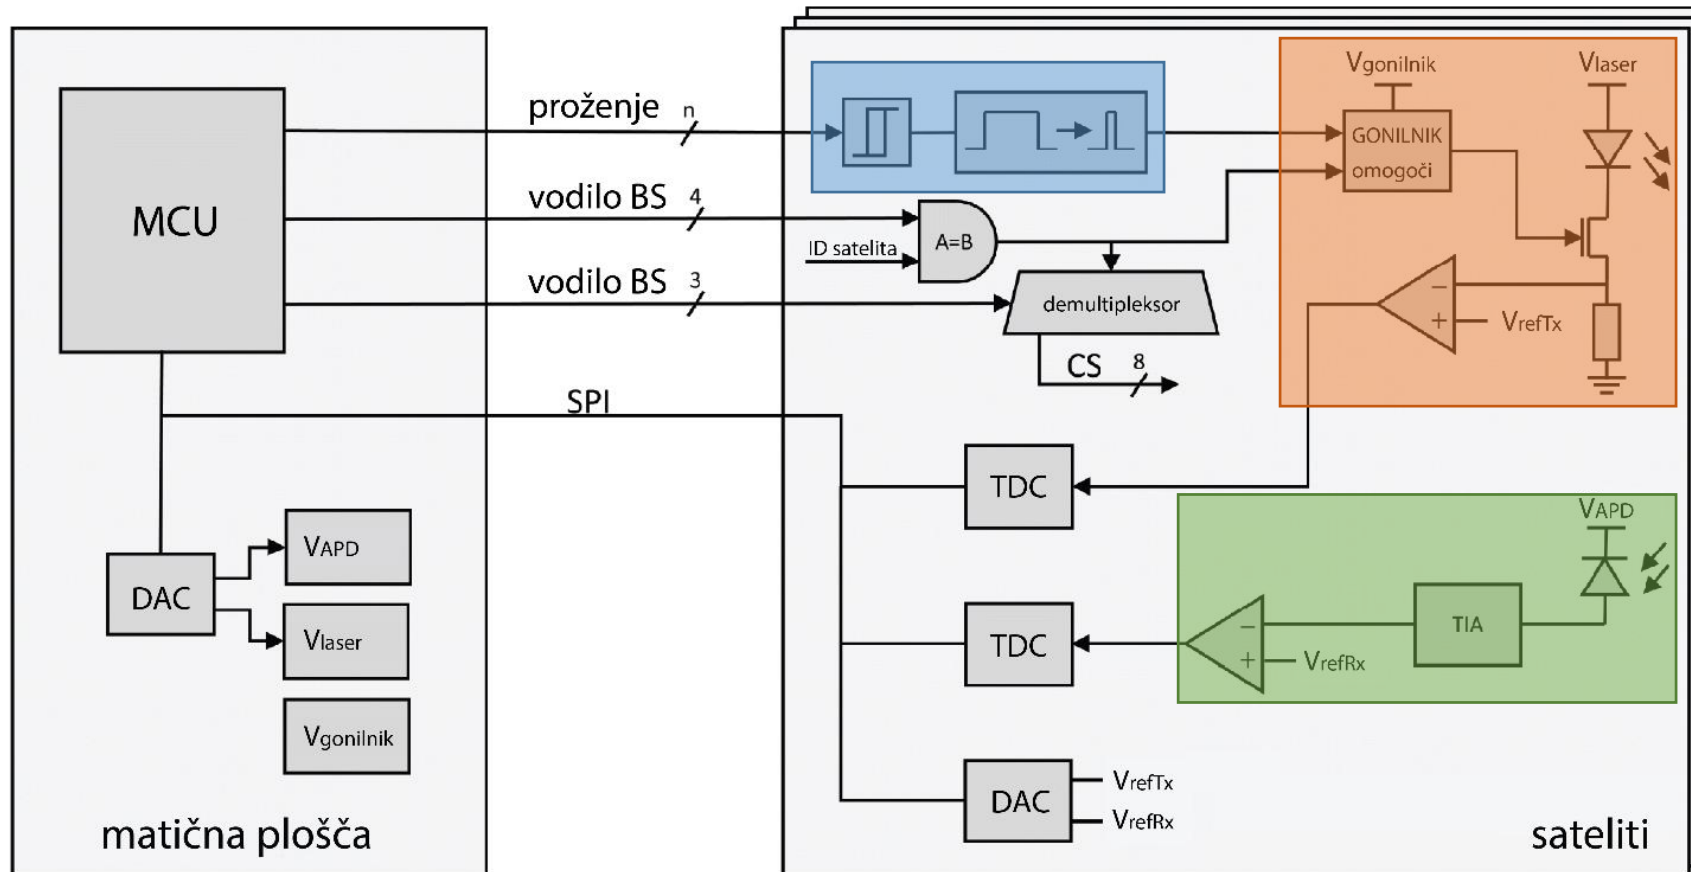 Vgonilnik
Vlaser
proženje
n
GONILNIK
omogoči
MCU
vodilo BS
4
ID satelita
A=B
vodilo BS
3
demultipleksor
−
+
VrefTx
CS
8
SPI
TDC
VAPD
VAPD
DAC
TDC
−
+
VrefRx
TIA
Vlaser
Vgonilnik
DAC
VrefTx
VrefRx
matična plošča
sateliti